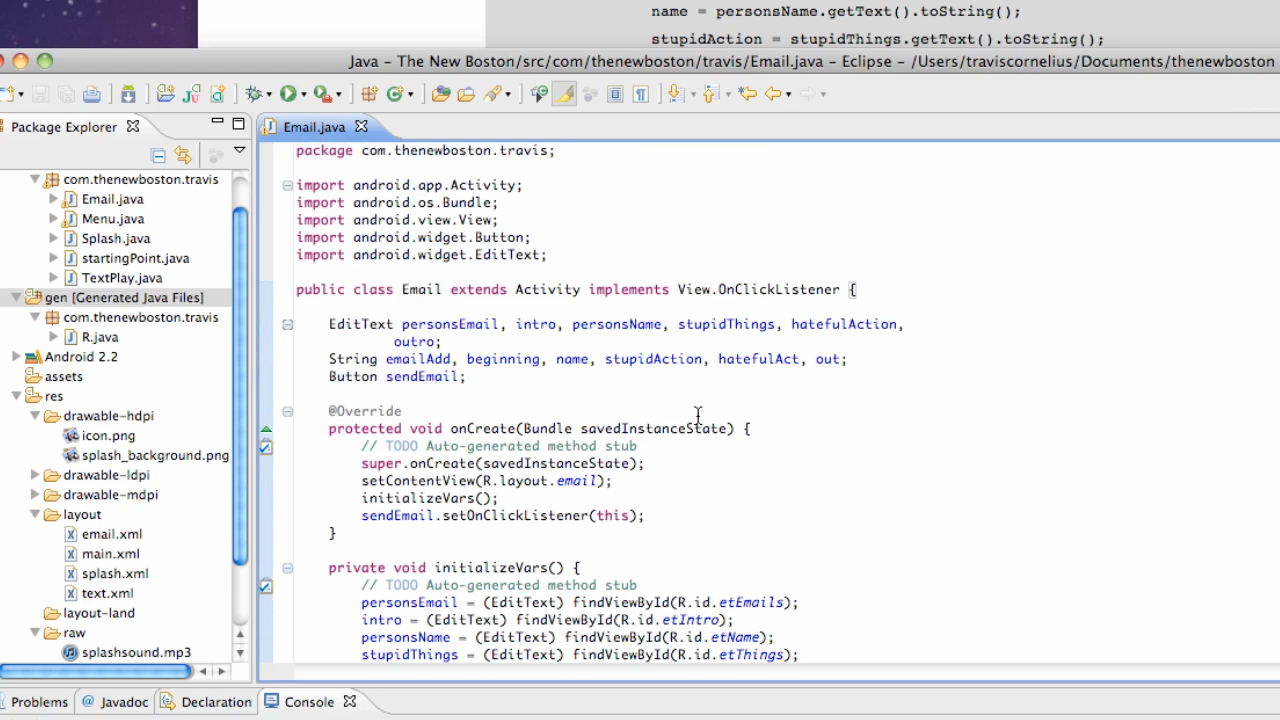 name = personsName.getText().toString();
stupidAction = stupidThings.getText().toString();
Java – The New Boston/src/com/thenewboston/travis/Email.java – Eclipse – /Users/traviscornelius/Documents/thenewboston
Package Explorer
Email.java
com.thenewboston.travis
Email.java
Menu.java
Splash.java
startingPoint.java
TextPlay.java
gen [Generated Java Files]
com.thenewboston.travis
R.java
Android 2.2
assets
res
drawable-hdpi
icon.png
splash_background.png
drawable-ldpi
drawable-mdpi
layout
email.xml
main.xml
splash.xml
text.xml
layout-land
raw
splashsound.mp3
package com.thenewboston.travis;
import android.app.Activity;
import android.os.Bundle;
import android.view.View;
import android.widget.Button;
import android.widget.EditText;
public class Email extends Activity implements View.OnClickListener {
EditText personsEmail, intro, personsName, stupidThings, hatefulAction,
outro;
String emailAdd, beginning, name, stupidAction, hatefulAct, out;
Button sendEmail;
@Override
protected void onCreate(Bundle savedInstanceState) {
// TODO Auto-generated method stub
super.onCreate(savedInstanceState);
setContentView(R.layout.email);
initializeVars();
sendEmail.setOnClickListener(this);
}
private void initializeVars() {
// TODO Auto-generated method stub
personsEmail = (EditText) findViewById(R.id.etEmails);
intro = (EditText) findViewById(R.id.etIntro);
personsName = (EditText) findViewById(R.id.etName);
stupidThings = (EditText) findViewById(R.id.etThings);
Problems
@ Javadoc
Declaration
Console